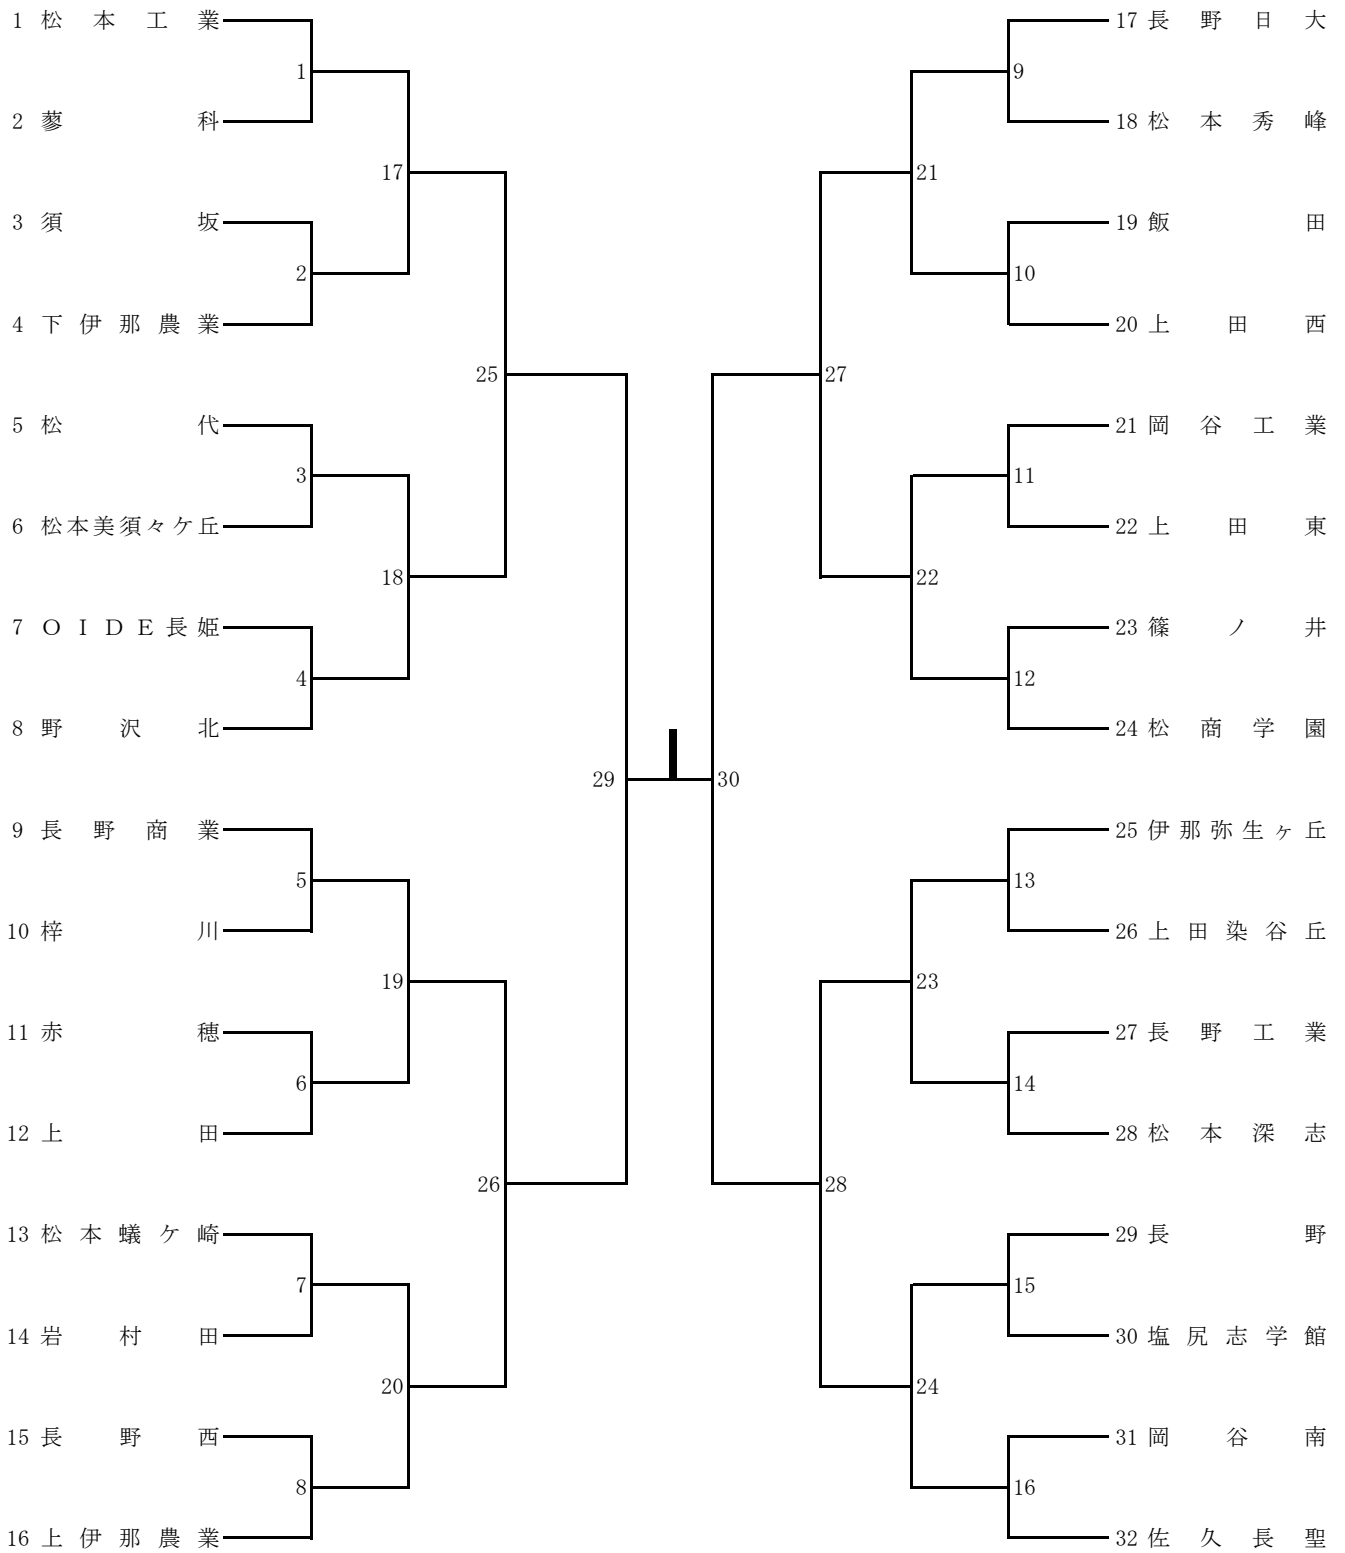 1 松本工業
1
2 蓼科
17
3 須坂
2
4 下伊那農業
25
5 松代
3
6 松本美須々ケ丘
18
7 ＯＩＤＥ長姫
4
8 野沢北
29
9 長野商業
5
10 梓川
19
11 赤穂
6
12 上田
26
13 松本蟻ケ崎
7
14 岩村田
20
15 長野西
8
16 上伊那農業
17 長野日大
9
18 松本秀峰
21
19 飯田
10
20 上田西
27
21 岡谷工業
11
22 上田東
22
23 篠ノ井
12
24 松商学園
30
25 伊那弥生ヶ丘
13
26 上田染谷丘
23
27 長野工業
14
28 松本深志
28
29 長野
15
30 塩尻志学館
24
31 岡谷南
16
32 佐久長聖